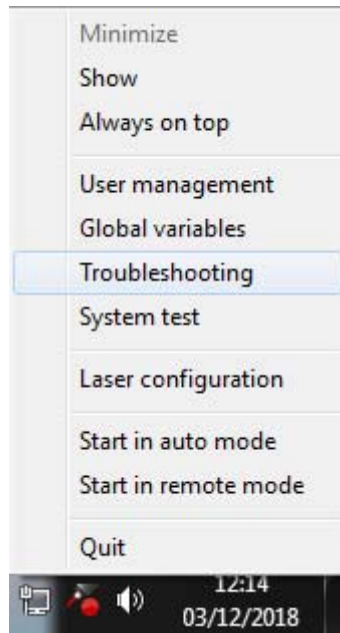 Minimize
Show
Always on top
User management
Global variables
Troubleshooting
System test
Laser configuration
Start in auto mode
Start in remote mode
Quit
12:14
03/12/2018